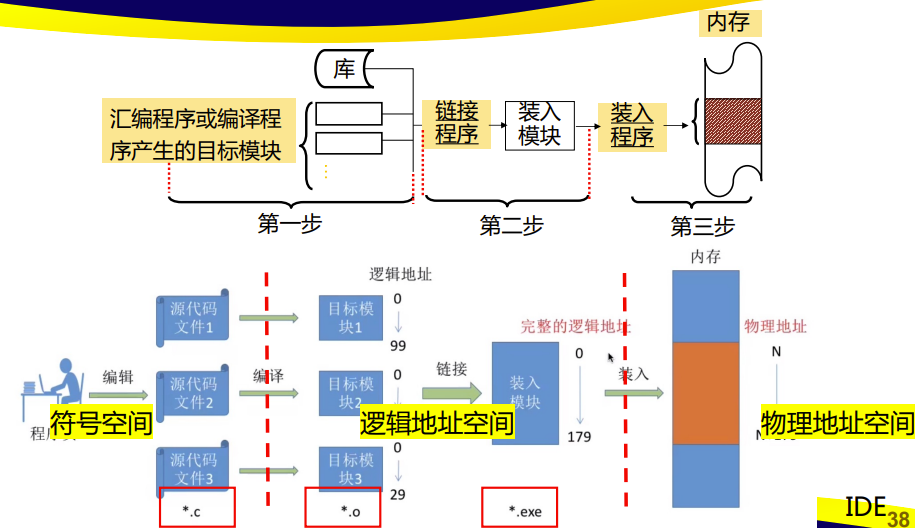 内存
库
汇编程序或编译程
序产生的目标模块
链接
程序
装入
模块
装入
程序
第一步
第二步
第三步
内存
逻辑地址
源代码
文件1
目标模
块1
0
99
完整的逻辑地址
物理地址
编辑
源代码
文件2
编译
目标模
块2
0
链接
装入
模块
0
179
装入
N
符号空间
逻辑地址空间
物理地址空间
源代码
文件3
目标模
块3
0
29
*.c
*.o
*.exe
IDE
38